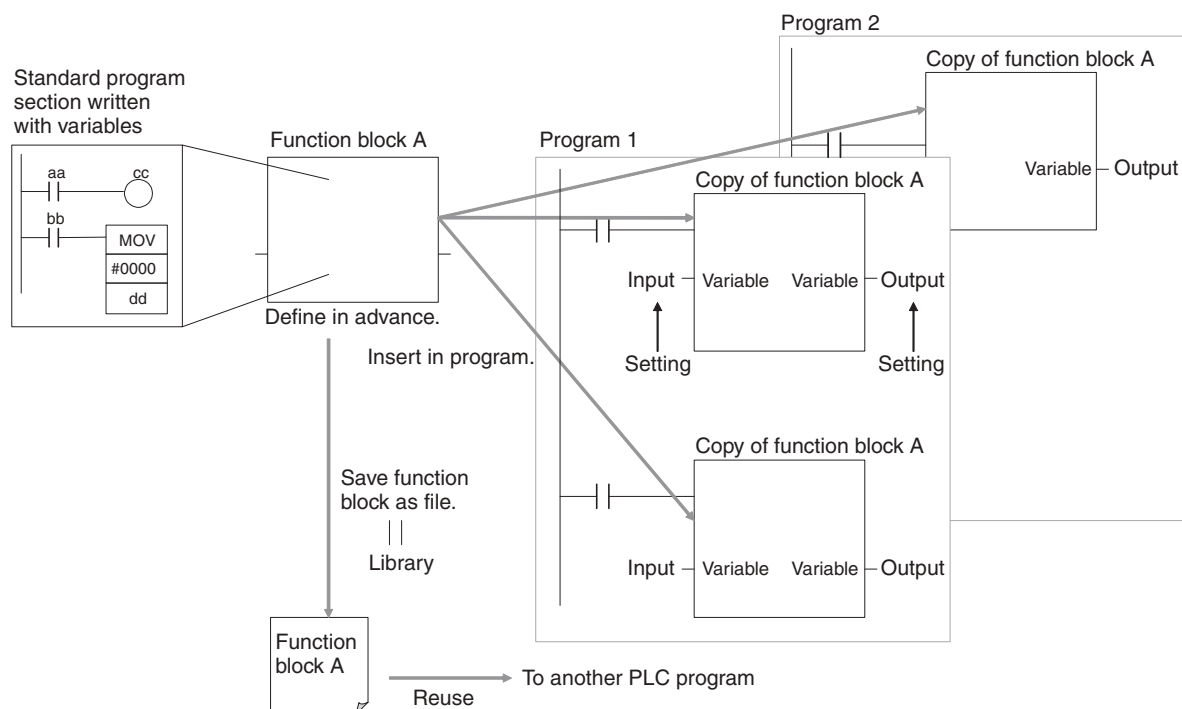 Program 2
Copy of function block A
Variable
Output
Standard program
section written
with variables
aa
cc
bb
MOV
#0000
dd
Function block A
Define in advance.
Insert in program.
Program 1
Copy of function block A
Input
Variable
Variable
Output
Setting
Setting
Copy of function block A
Input
Variable
Variable
Output
Save function
block as file.
Library
Function
block A
Reuse
To another PLC program